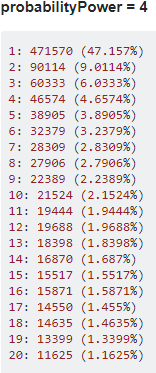 probabilityPower = 4
1: 471570 (47.157%)
2: 90114 (9.0114%)
3: 60333 (6.0333%)
4: 46574 (4.6574%)
5: 38905 (3.8905%)
6: 32379 (3.2379%)
7: 28309 (2.8309%)
8: 27906 (2.7906%)
9: 22389 (2.2389%)
10: 21524 (2.1524%)
11: 19444 (1.9444%)
12: 19688 (1.9688%)
13: 18398 (1.8398%)
14: 16870 (1.687%)
15: 15517 (1.5517%)
16: 15871 (1.5871%)
17: 14550 (1.455%)
18: 14635 (1.4635%)
19: 13399 (1.3399%)
20: 11625 (1.1625%)